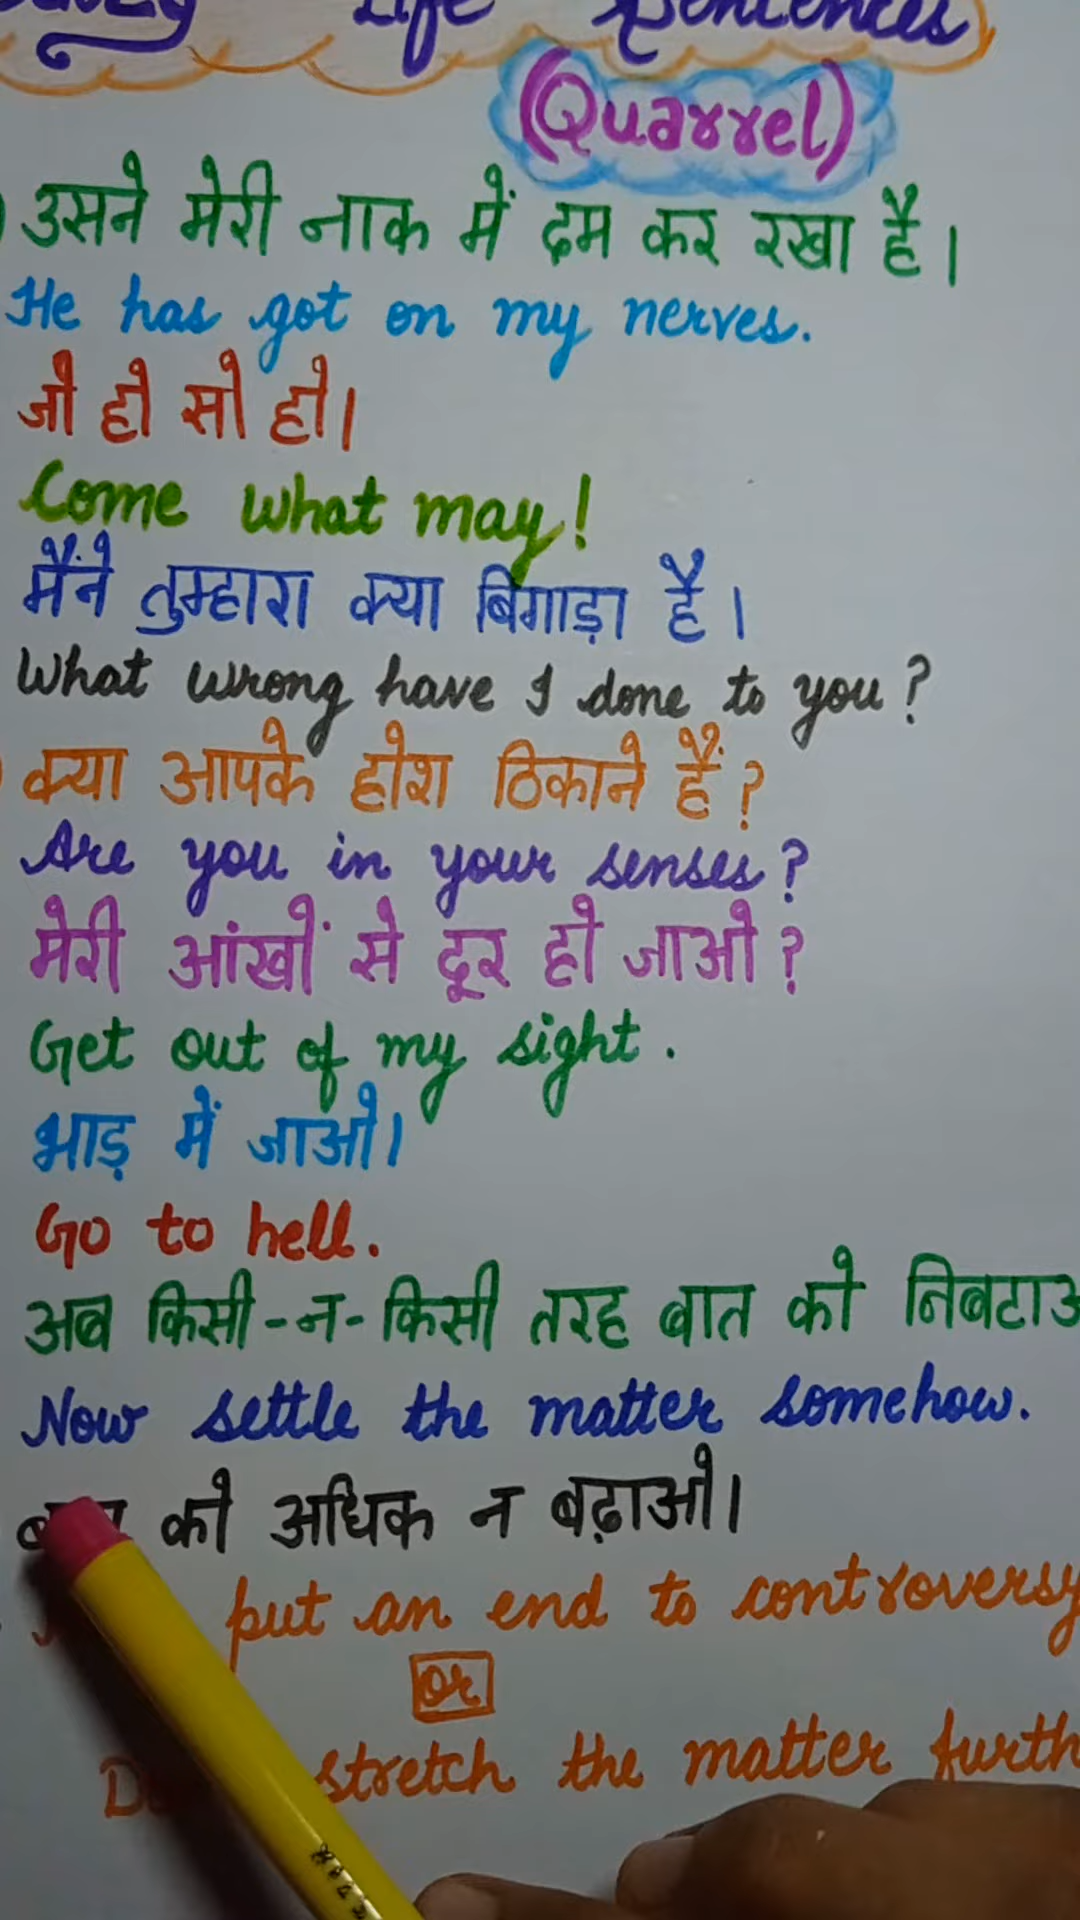 Life Sentences
(Quarrel)
उसने मेरी नाक में दम कर रखा है।
He has got on my nerves.
जो हो सो हो।
Come what may!
मैंने तुम्हारा क्या बिगाड़ा है।
What wrong have I done to you?
क्या आपके होश ठिकाने हैं?
Are you in your senses?
मेरी आंखों से दूर हो जाओ?
Get out of my sight.
भाड़ में जाओ।
Go to hell.
अब किसी-न-किसी तरह बात को निबटाअ
Now settle the matter somehow.
को अधिक न बढ़ाओ।
put an end to controversy
or
stretch the matter furth